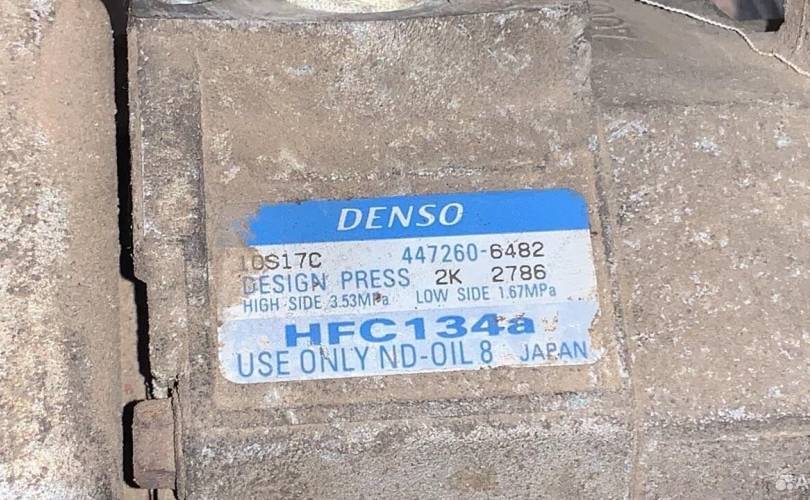 DENSO
10S17C 447260-6482
DESIGN PRESS 2K 2786
HIGH SIDE 3.53MPa LOW SIDE 1.67MPa
HFC134a
USE ONLY ND-OIL 8 JAPAN